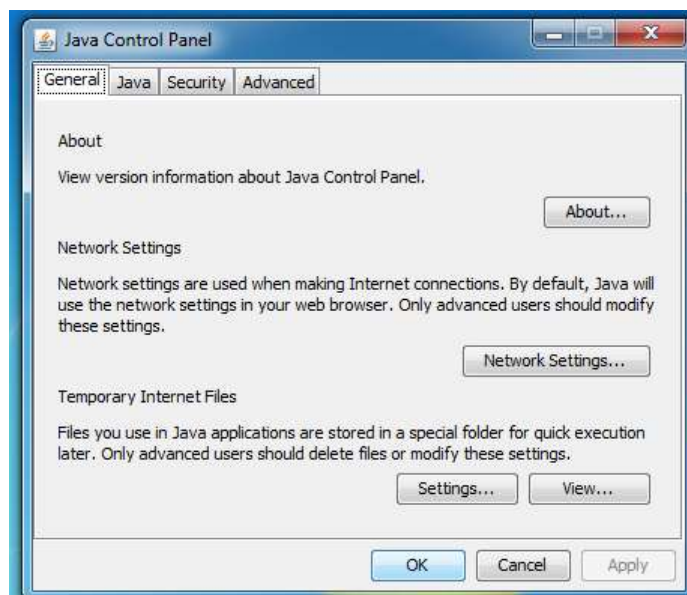 Java Control Panel
General Java Security Advanced
About
View version information about Java Control Panel.
About...
Network Settings
Network settings are used when making Internet connections. By default, Java will
use the network settings in your web browser. Only advanced users should modify
these settings.
Network Settings...
Temporary Internet Files
Files you use in Java applications are stored in a special folder for quick execution
later. Only advanced users should delete files or modify these settings.
Settings... View...
OK Cancel Apply